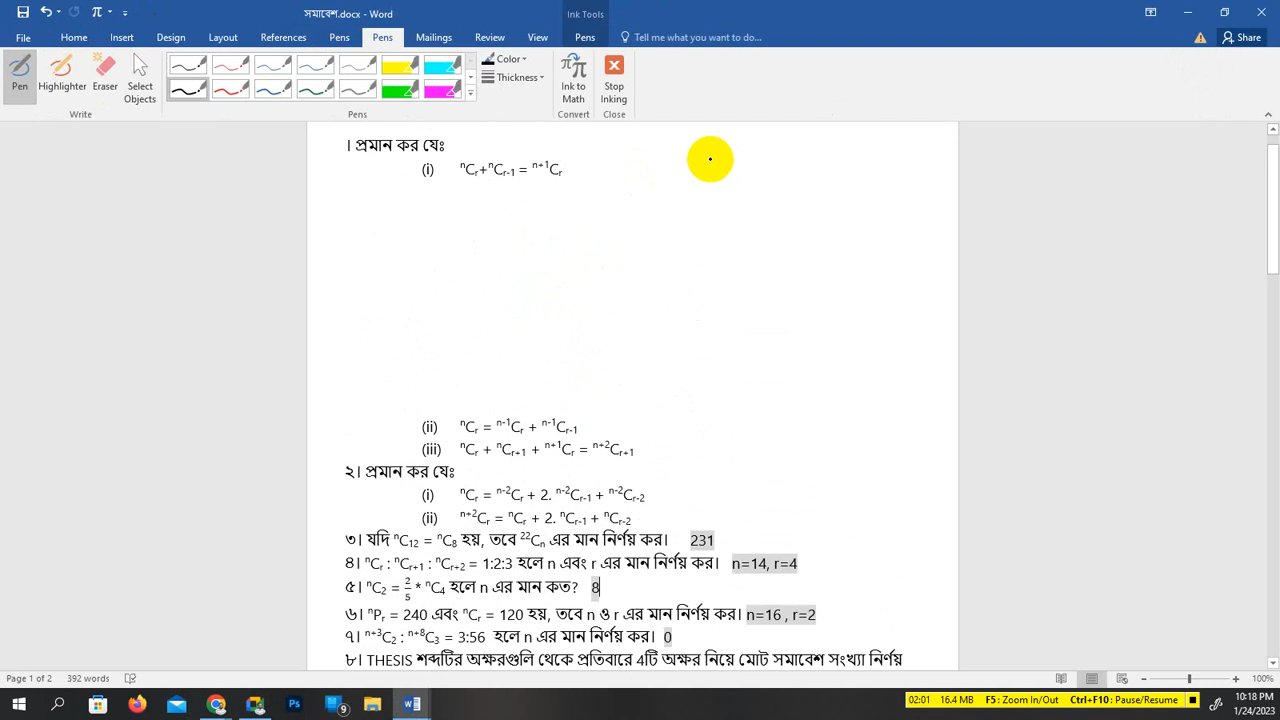 সমাবেশ.docx - Word
Ink Tools
File Home Insert Design Layout References Pen Pens Mailings Review View Pens Tell me what you want to do... Share
Pen Highlighter Eraser Select Objects
Color
Thickness
Ink to Math
Stop Inking
Write Pens Convert Close
। প্রমান কর যেঃ
(i) ⁿCᵣ+ⁿCᵣ₋₁ = ⁿ⁺¹Cᵣ
(ii) ⁿCᵣ = ⁿ⁻¹Cᵣ + ⁿ⁻¹Cᵣ₋₁
(iii) ⁿCᵣ + ⁿCᵣ₊₁ + ⁿ⁺¹Cᵣ = ⁿ⁺²Cᵣ₊₁
২। প্রমান কর যেঃ
(i) ⁿCᵣ = ⁿ⁻²Cᵣ + 2. ⁿ⁻²Cᵣ₋₁ + ⁿ⁻²Cᵣ₋₂
(ii) ⁿ⁺²Cᵣ = ⁿCᵣ + 2. ⁿCᵣ₋₁ + ⁿCᵣ₋₂
৩। যদি ⁿC₁₂ = ⁿC₈ হয়, তবে ²²Cₙ এর মান নির্ণয় কর। 231
৪। ⁿCᵣ : ⁿCᵣ₊₁ : ⁿCᵣ₊₂ = 1:2:3 হলে n এবং r এর মান নির্ণয় কর। n=14, r=4
৫। ⁿC₂ = 2/5 * ⁿC₄ হলে n এর মান কত? 8
৬। ⁿPᵣ = 240 এবং ⁿCᵣ = 120 হয়, তবে n ও r এর মান নির্ণয় কর। n=16 , r=2
৭। ⁿ⁺³C₂ : ⁿ⁺⁸C₃ = 3:56 হলে n এর মান নির্ণয় কর। 0
৮। THESIS শব্দটির অক্ষরগুলি থেকে প্রতিবারে 4টি অক্ষর নিয়ে মোট সমাবেশ সংখ্যা নির্ণয়
Page 1 of 2 392 words 100%
02:01 16.4 MB F5: Zoom In/Out Ctrl+F10: Pause/Resume
10:18 PM
1/24/2023